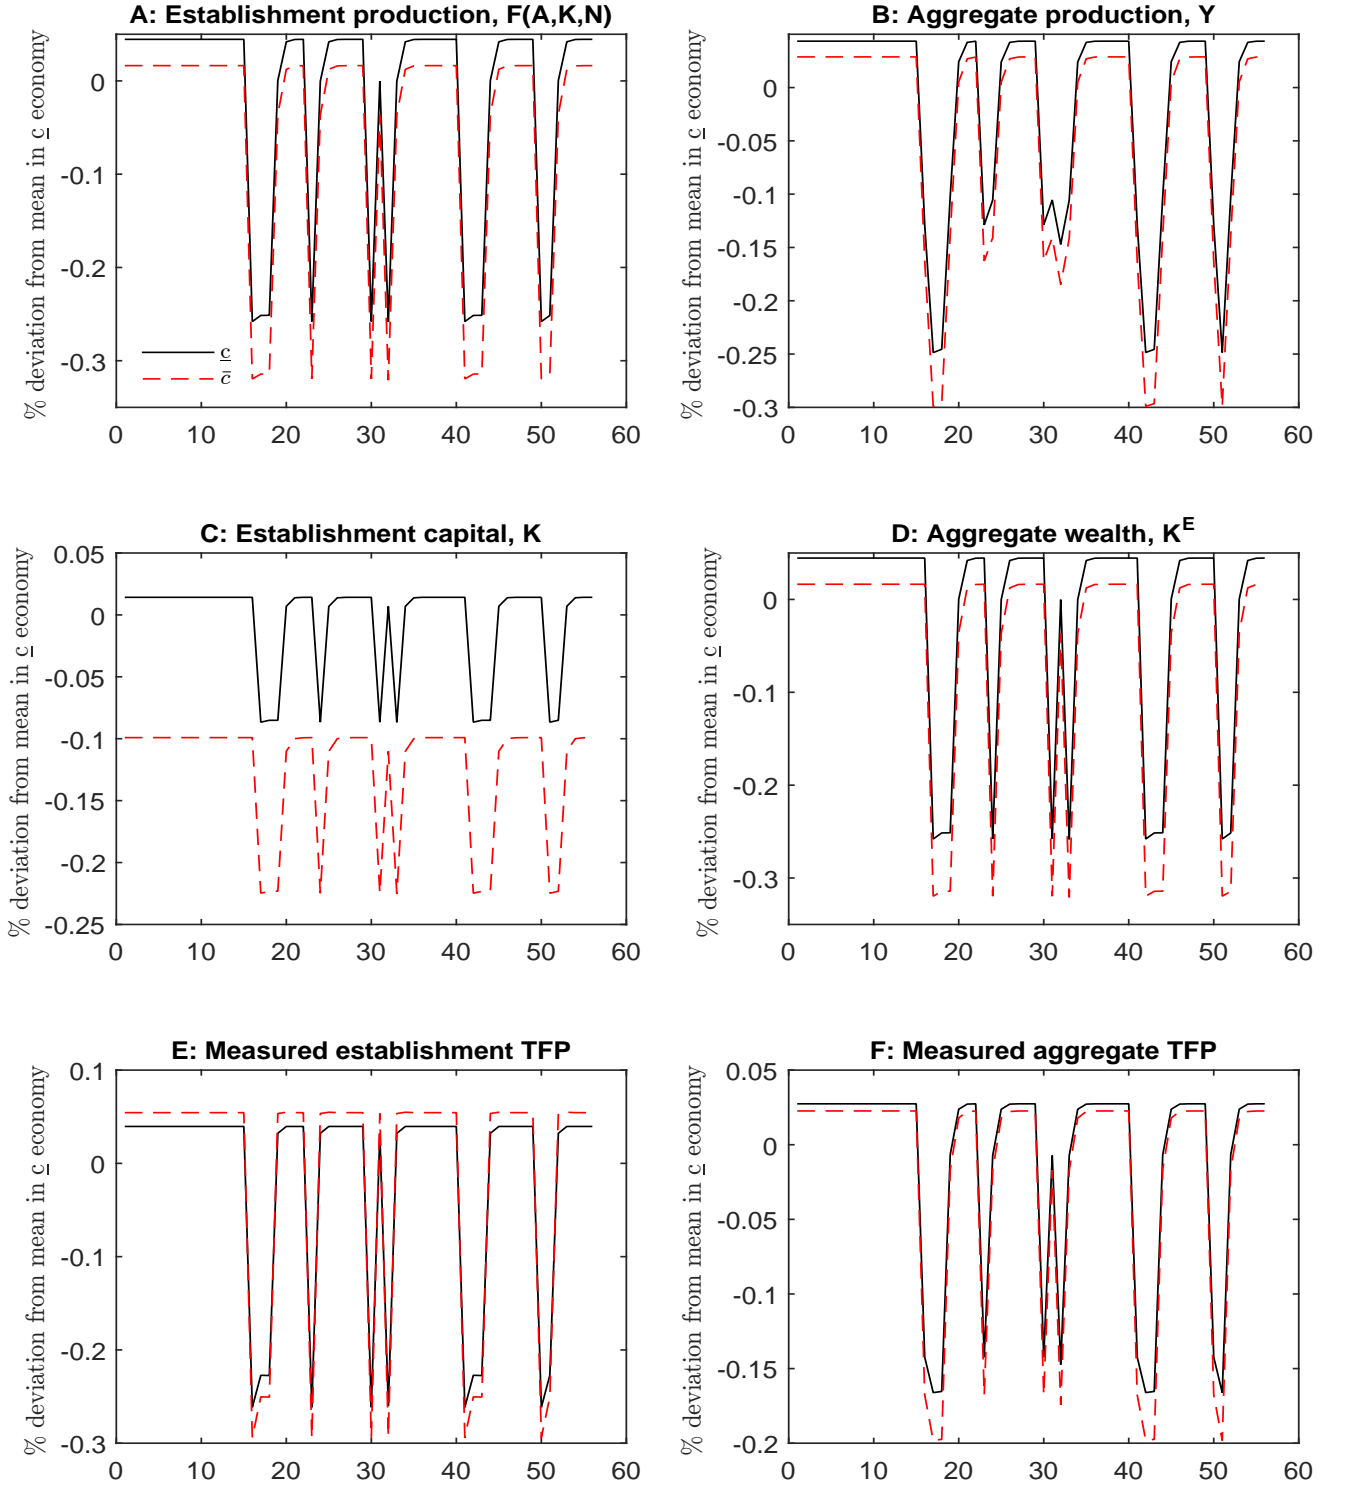 A: Establishment production, F(A,K,N)
% deviation from mean in c economy
0
-0.1
-0.2
-0.3
0 10 20 30 40 50 60
c
c̄
B: Aggregate production, Y
% deviation from mean in c economy
0
-0.05
-0.1
-0.15
-0.2
-0.25
-0.3
0 10 20 30 40 50 60
C: Establishment capital, K
% deviation from mean in c economy
0.05
0
-0.05
-0.1
-0.15
-0.2
-0.25
0 10 20 30 40 50 60
D: Aggregate wealth, K^E
% deviation from mean in c economy
0
-0.1
-0.2
-0.3
0 10 20 30 40 50 60
E: Measured establishment TFP
% deviation from mean in c economy
0.1
0
-0.1
-0.2
-0.3
0 10 20 30 40 50 60
F: Measured aggregate TFP
% deviation from mean in c economy
0.05
0
-0.05
-0.1
-0.15
-0.2
0 10 20 30 40 50 60